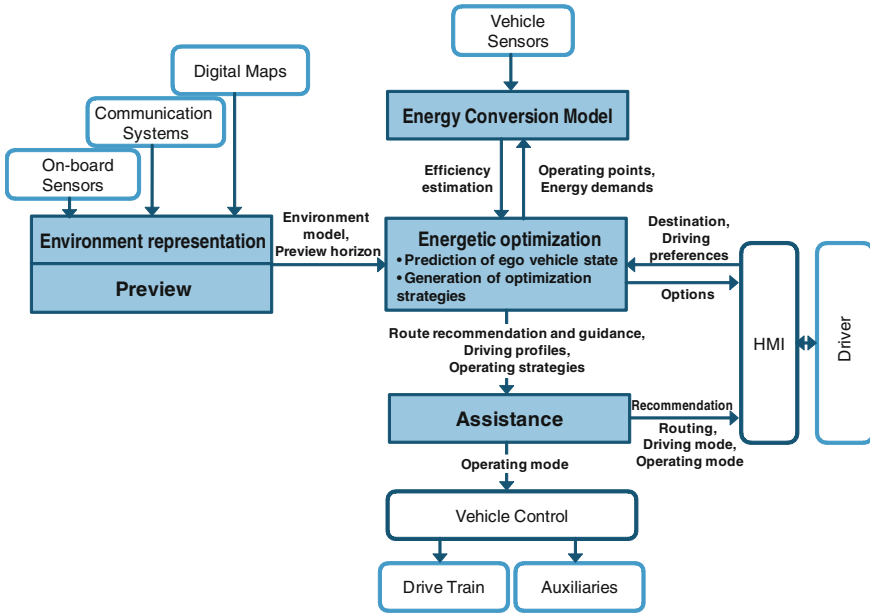 Vehicle
Sensors
Digital Maps
Communication
Systems
On-board
Sensors
Energy Conversion Model
Efficiency
estimation
Operating points,
Energy demands
Environment representation
Preview
Environment
model,
Preview horizon
Energetic optimization
• Prediction of ego vehicle state
• Generation of optimization
strategies
Destination,
Driving
preferences
Options
HMI
Driver
Route recommendation and guidance,
Driving profiles,
Operating strategies
Assistance
Recommendation
Routing,
Driving mode,
Operating mode
Operating mode
Vehicle Control
Drive Train
Auxiliaries